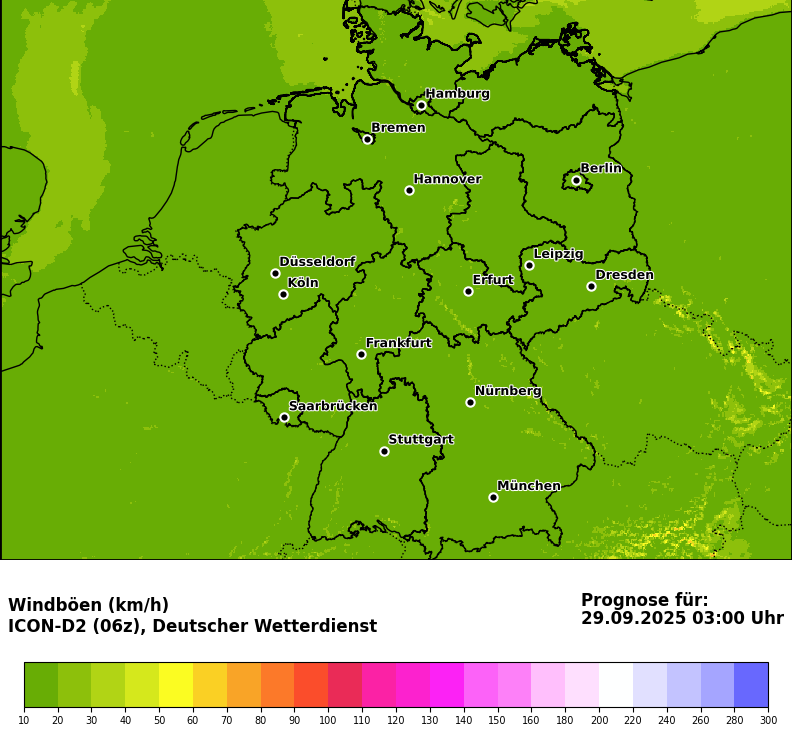 Hamburg
Bremen
Berlin
Hannover
Leipzig
Düsseldorf
Dresden
Köln
Erfurt
Frankfurt
Nürnberg
Saarbrücken
Stuttgart
München
Windböen (km/h)
ICON-D2 (06z), Deutscher Wetterdienst
Prognose für:
29.09.2025 03:00 Uhr
10 20 30 40 50 60 70 80 90 100 110 120 130 140 150 160 180 200 220 240 260 280 300